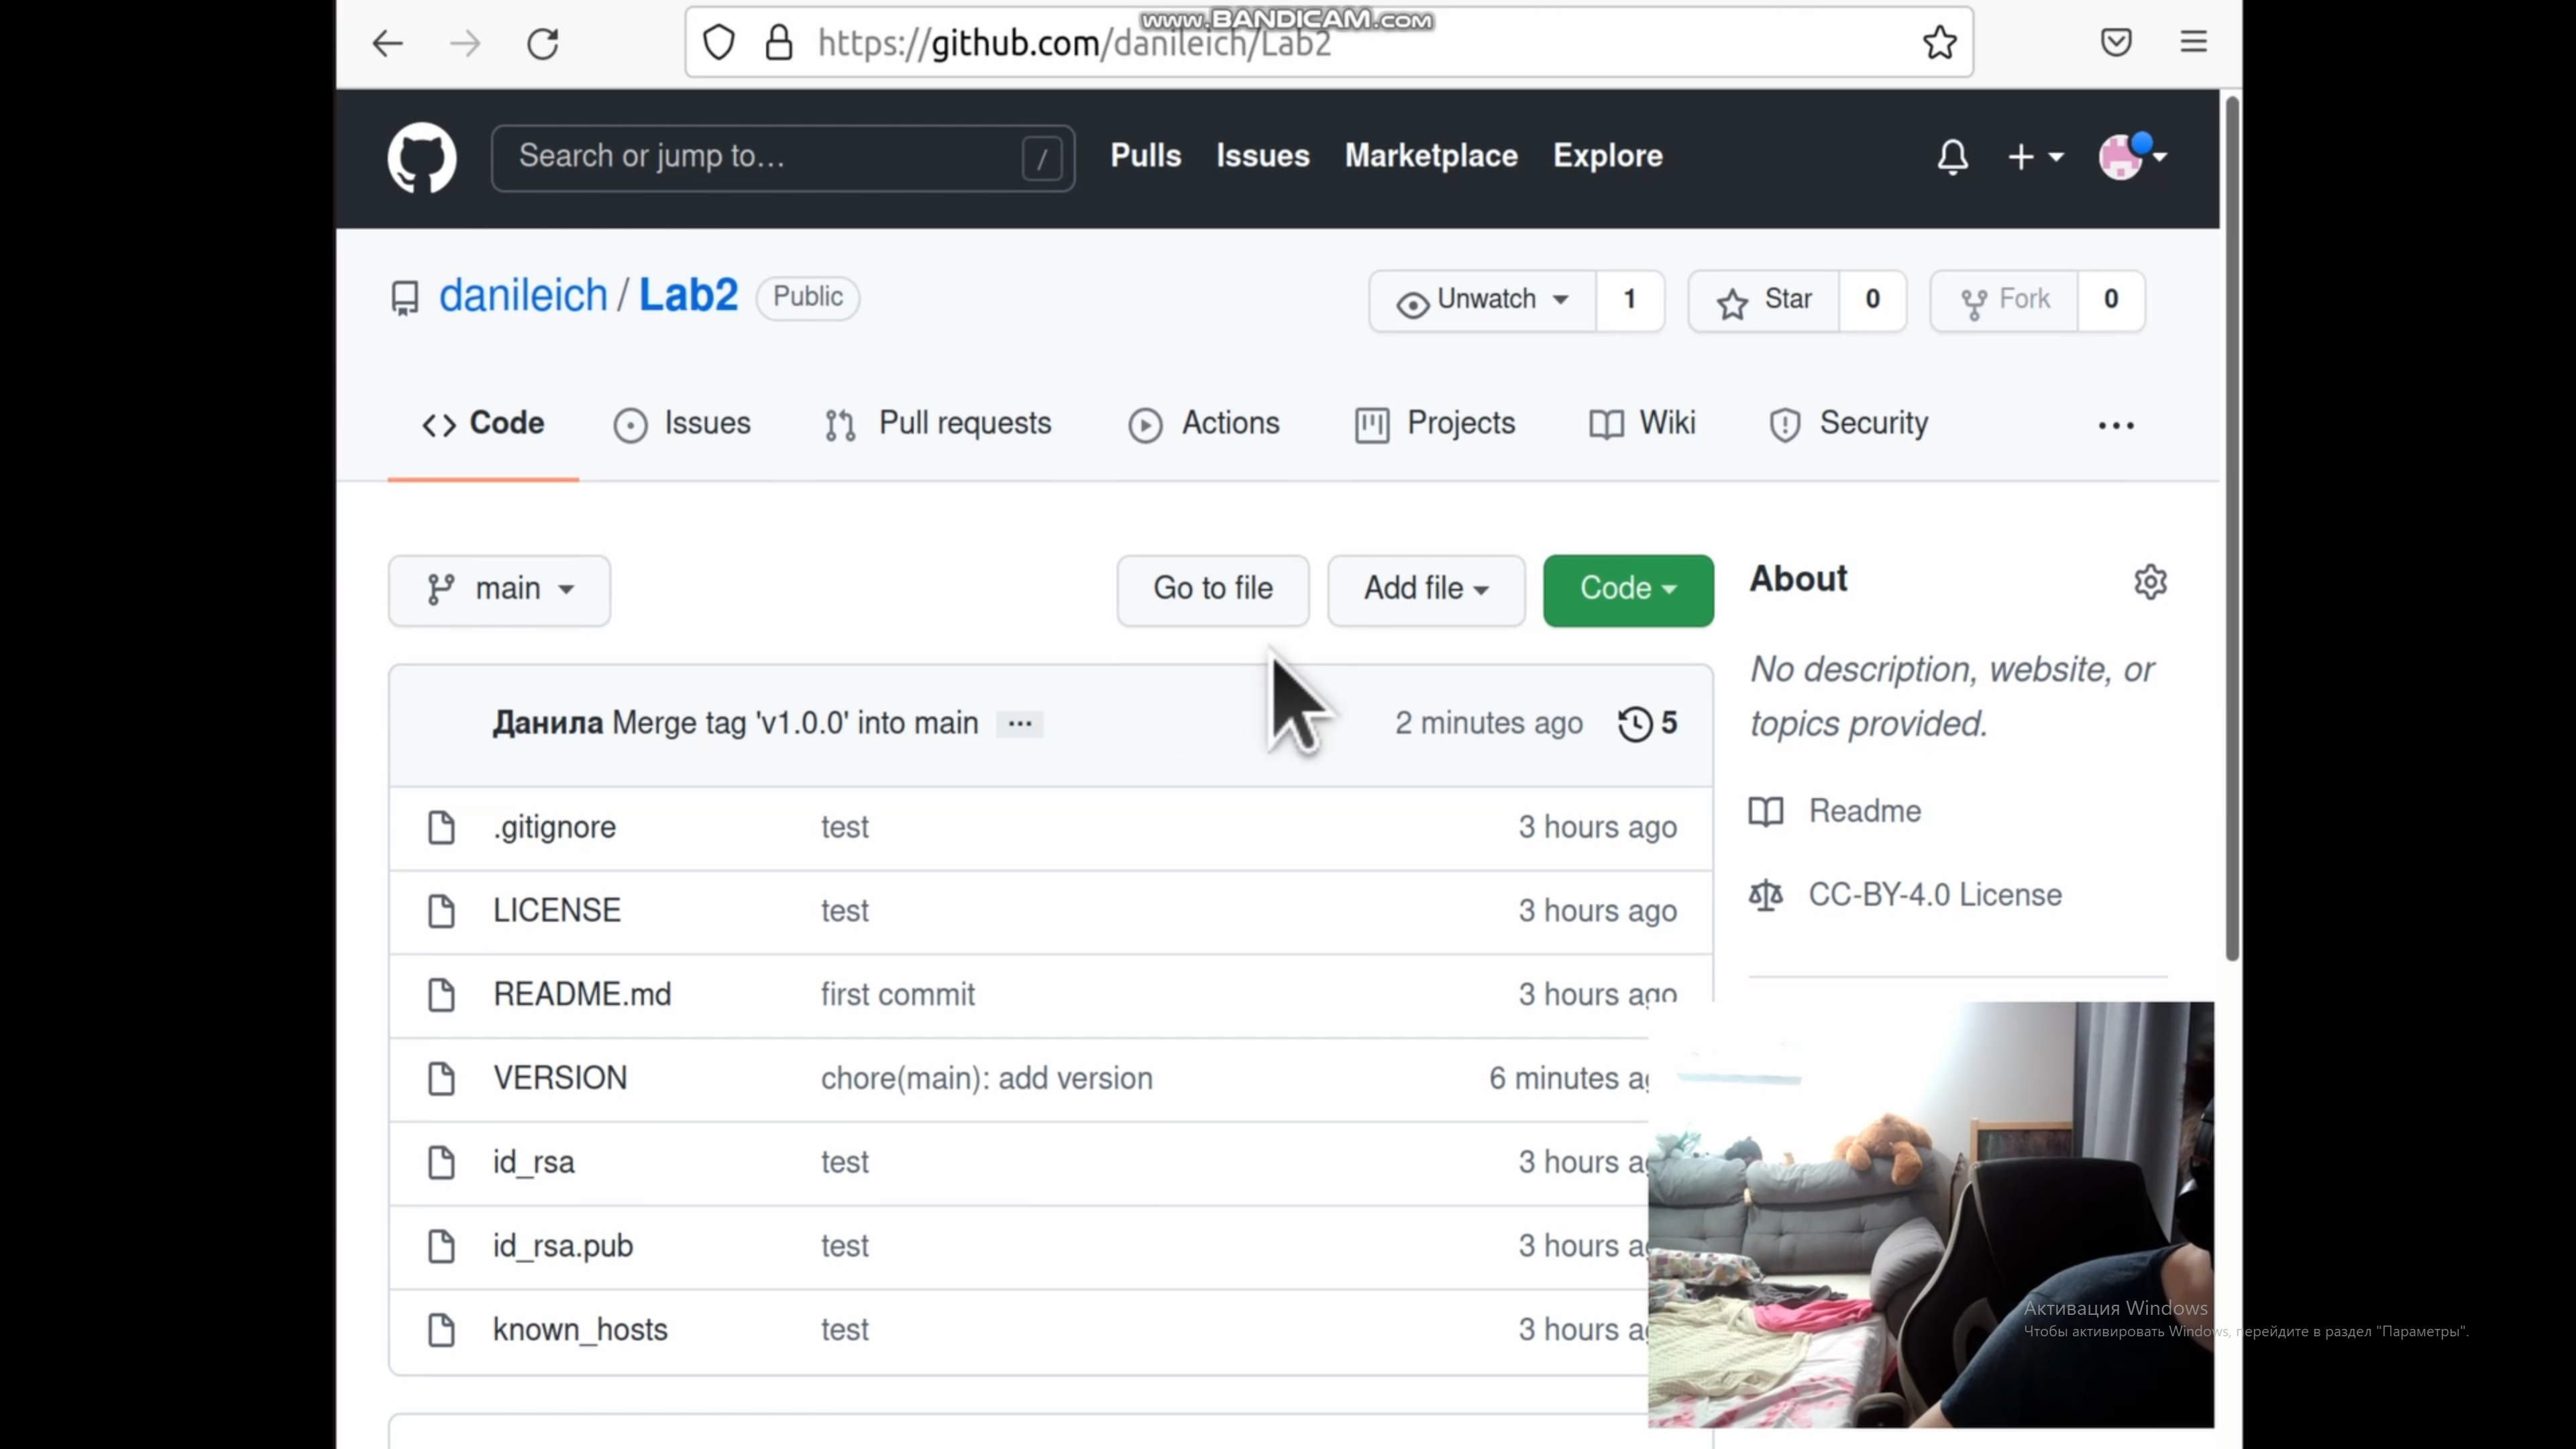 www.BANDICAM.com
https://github.com/danileich/Lab2
Search or jump to... /
Pulls Issues Marketplace Explore
danileich / Lab2 Public
Unwatch 1 Star 0 Fork 0
Code Issues Pull requests Actions Projects Wiki Security ...
main Go to file Add file Code
Данила Merge tag 'v1.0.0' into main ... 2 minutes ago 5
.gitignore test 3 hours ago
LICENSE test 3 hours ago
README.md first commit 3 hours ago
VERSION chore(main): add version 6 minutes ag
id_rsa test 3 hours a
id_rsa.pub test 3 hours a
known_hosts test 3 hours a
About
No description, website, or
topics provided.
Readme
CC-BY-4.0 License
Активация Windows
Чтобы активировать Windows, перейдите в раздел "Параметры".